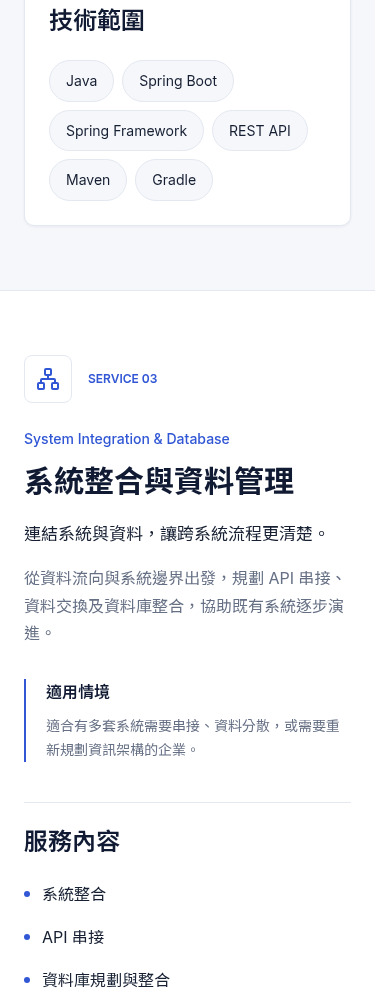 技術範圍
Java
Spring Boot
Spring Framework
REST API
Maven
Gradle
SERVICE 03
System Integration & Database
系統整合與資料管理
連結系統與資料，讓跨系統流程更清楚。
從資料流向與系統邊界出發，規劃 API 串接、
資料交換及資料庫整合，協助既有系統逐步演
進。
適用情境
適合有多套系統需要串接、資料分散，或需要重
新規劃資訊架構的企業。
服務內容
系統整合
API 串接
資料庫規劃與整合